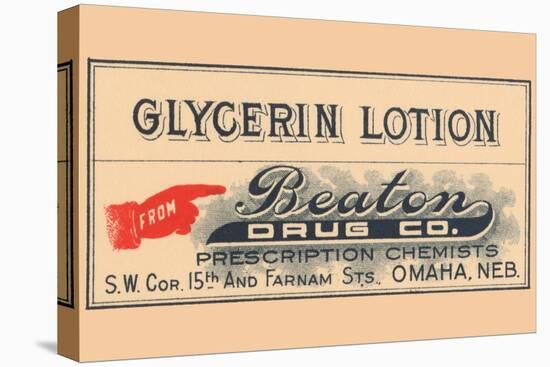 GLYCERIN LOTION
FROM
Beaton
DRUG CO.
PRESCRIPTION CHEMISTS
S.W. COR. 15th AND FARNAM STS., OMAHA, NEB.